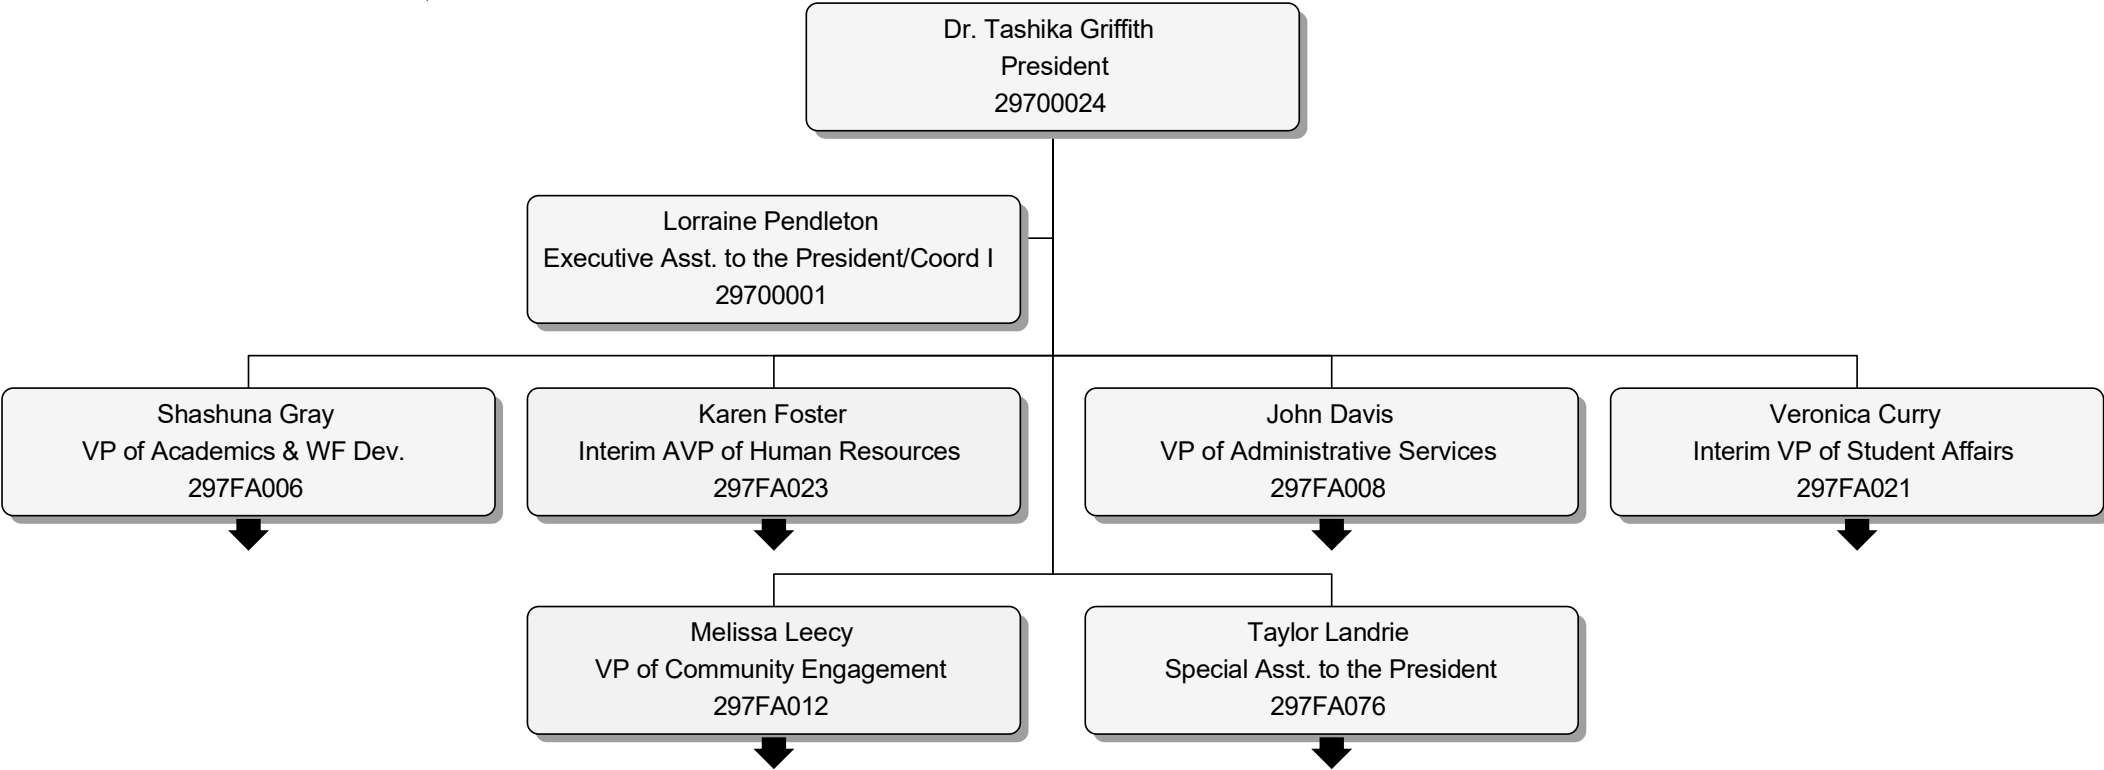 Dr. Tashika Griffith
President
29700024
Lorraine Pendleton
Executive Asst. to the President/Coord I
29700001
Shashuna Gray
VP of Academics & WF Dev.
297FA006
Karen Foster
Interim AVP of Human Resources
297FA023
John Davis
VP of Administrative Services
297FA008
Veronica Curry
Interim VP of Student Affairs
297FA021
Melissa Leecy
VP of Community Engagement
297FA012
Taylor Landrie
Special Asst. to the President
297FA076